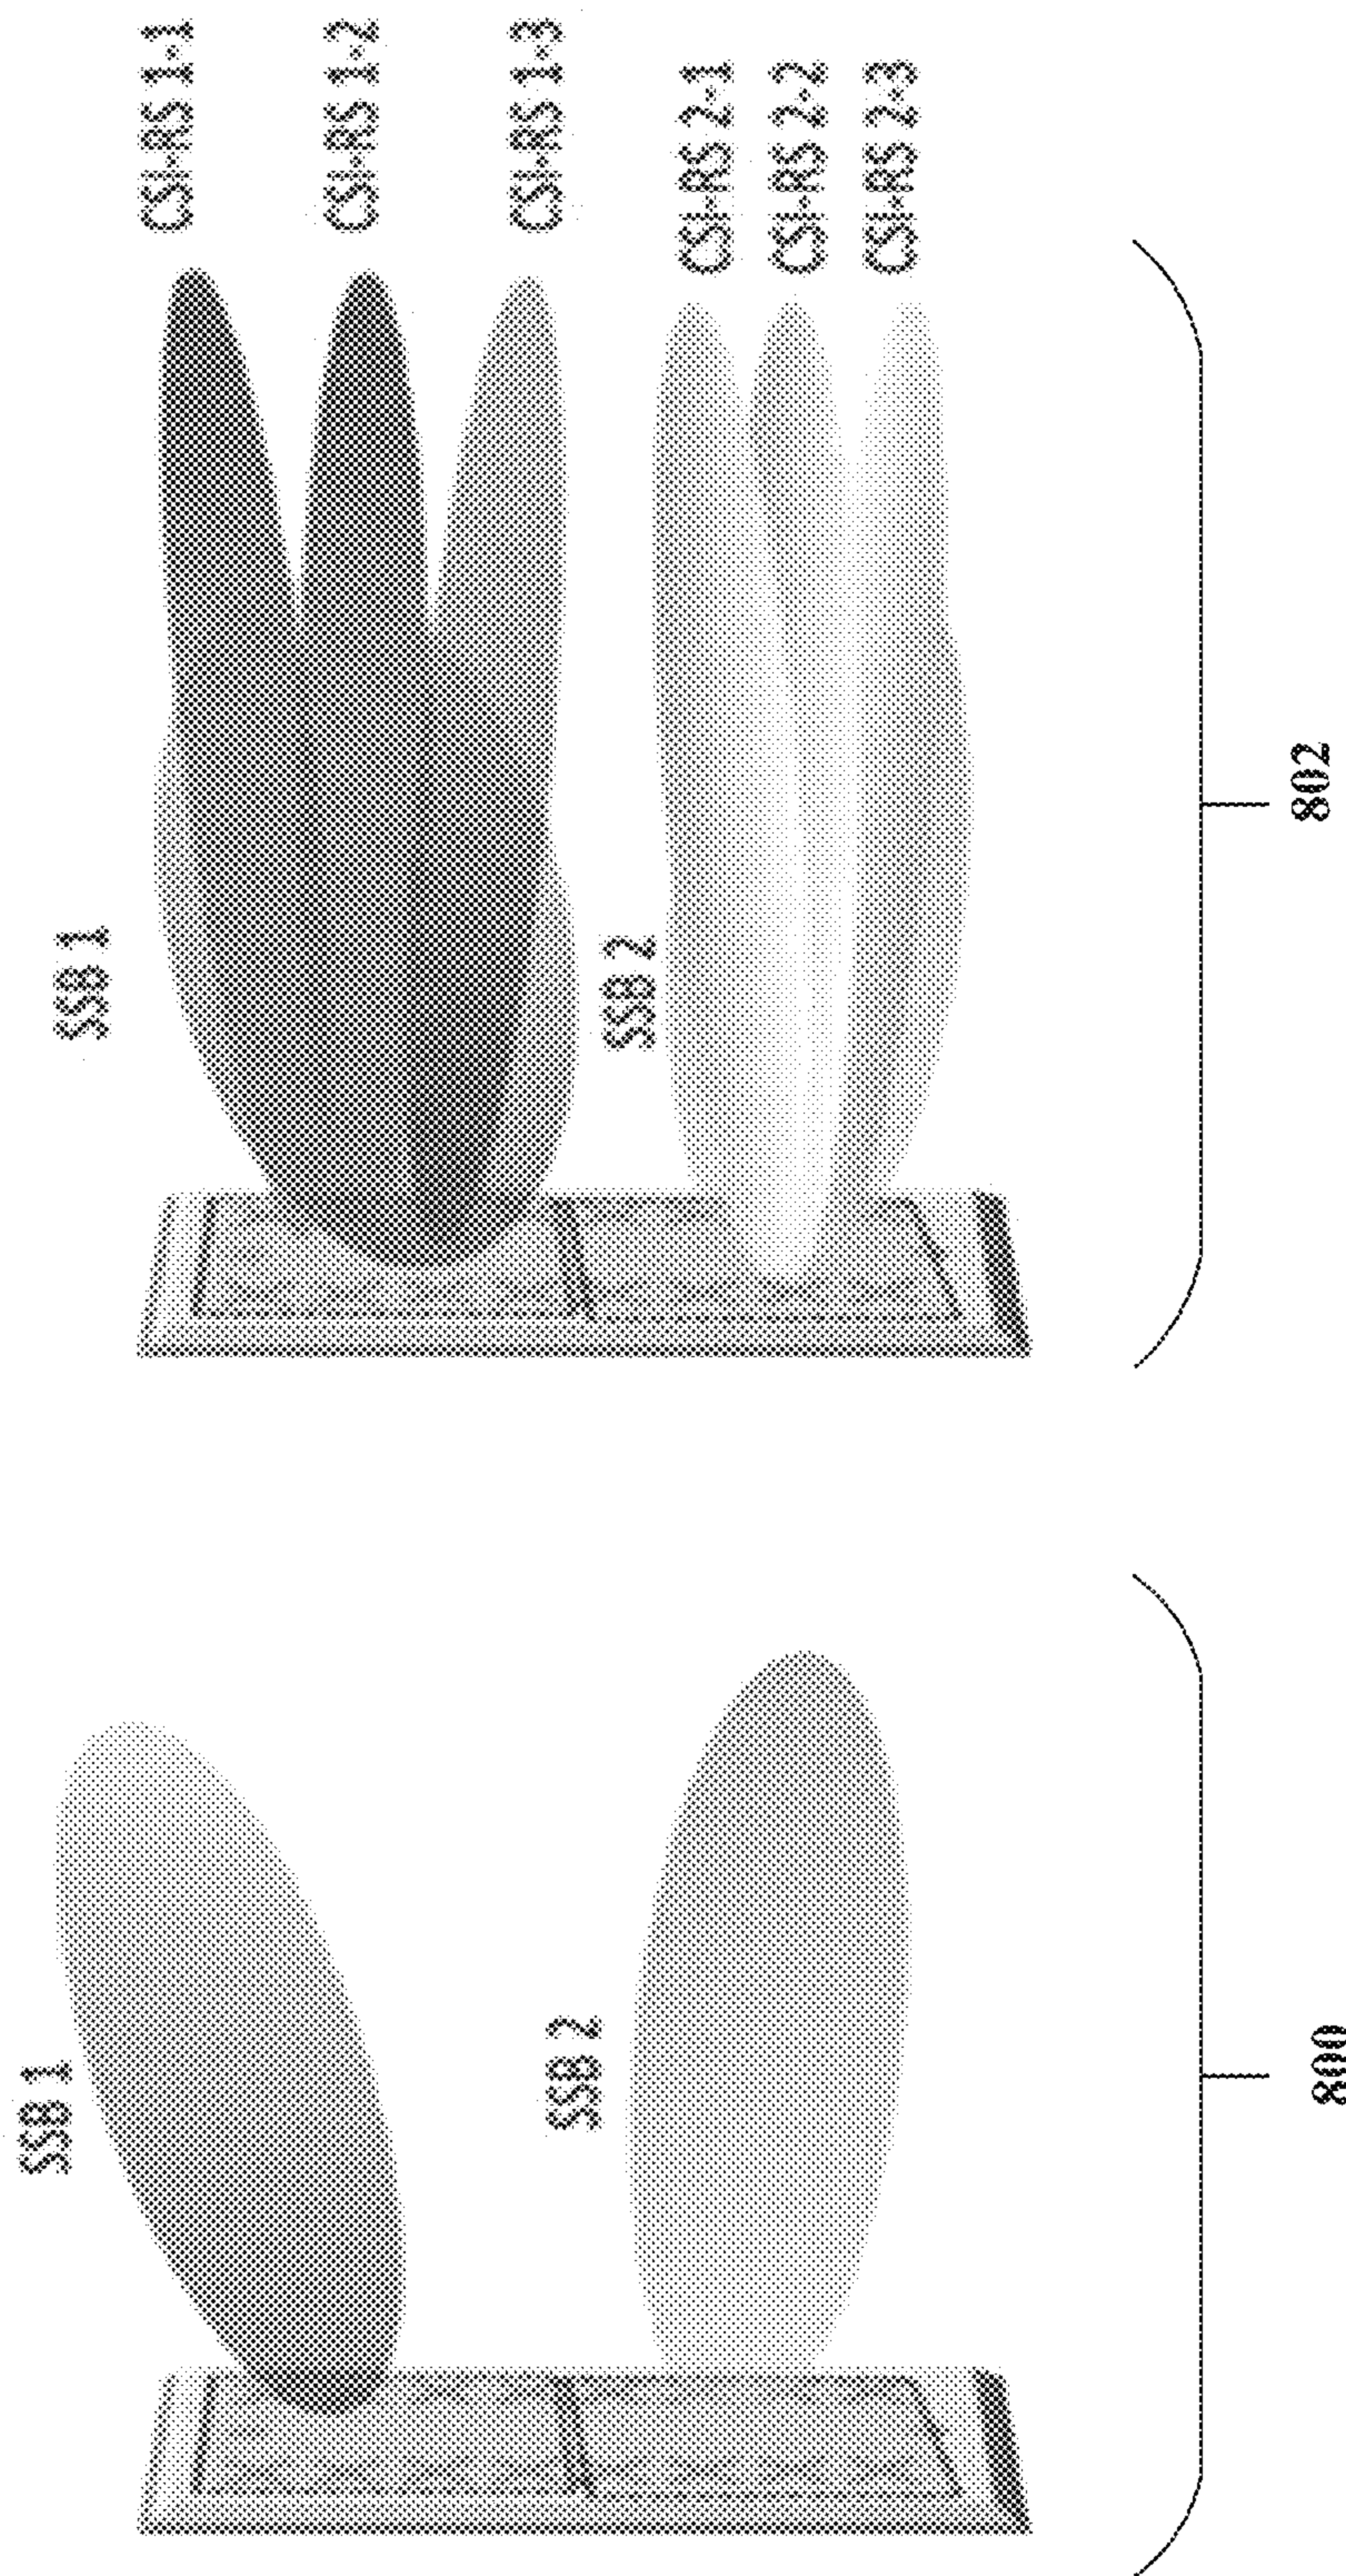 SSB 1
SSB 2
800
SSB 1
CSI-RS 1-1
CSI-RS 1-2
CSI-RS 1-3
SSB 2
CSI-RS 2-1
CSI-RS 2-2
CSI-RS 2-3
802